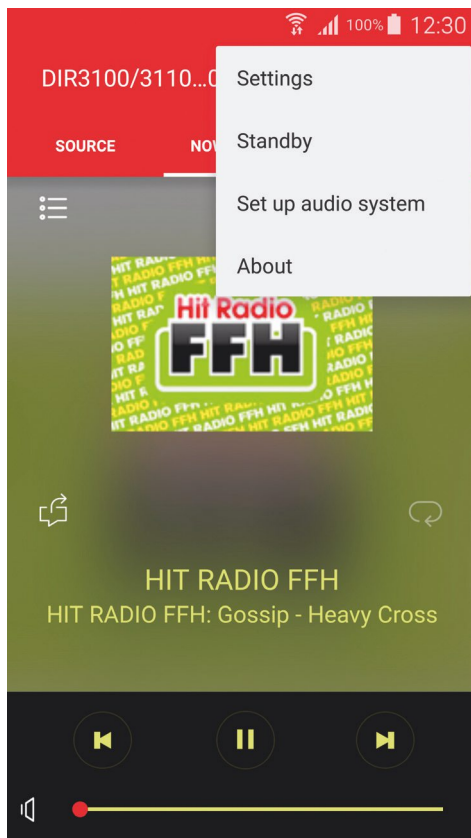 100% 12:30
DIR3100/3110...0
Settings
SOURCE
NOW
Standby
Set up audio system
About
Hit Radio
FFH
HIT RADIO FFH
HIT RADIO FFH: Gossip - Heavy Cross